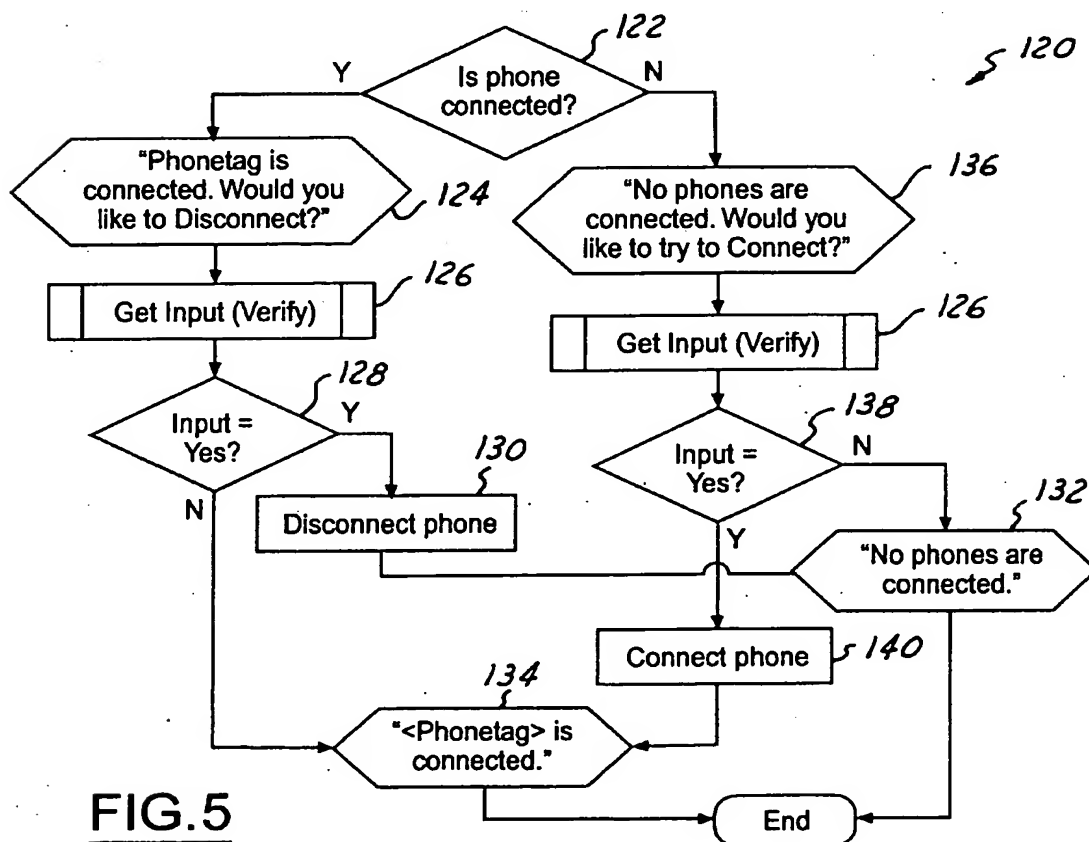 122
120
Y
Is phone
connected?
N
"Phonetag is
connected. Would you
like to Disconnect?"
124
"No phones are
connected. Would you
like to try to Connect?"
136
Get Input (Verify)
126
Get Input (Verify)
126
Input =
Yes?
128
Y
N
Input =
Yes?
138
N
Y
130
Disconnect phone
132
"No phones are
connected."
Connect phone
140
134
"<Phonetag> is
connected."
End
FIG.5